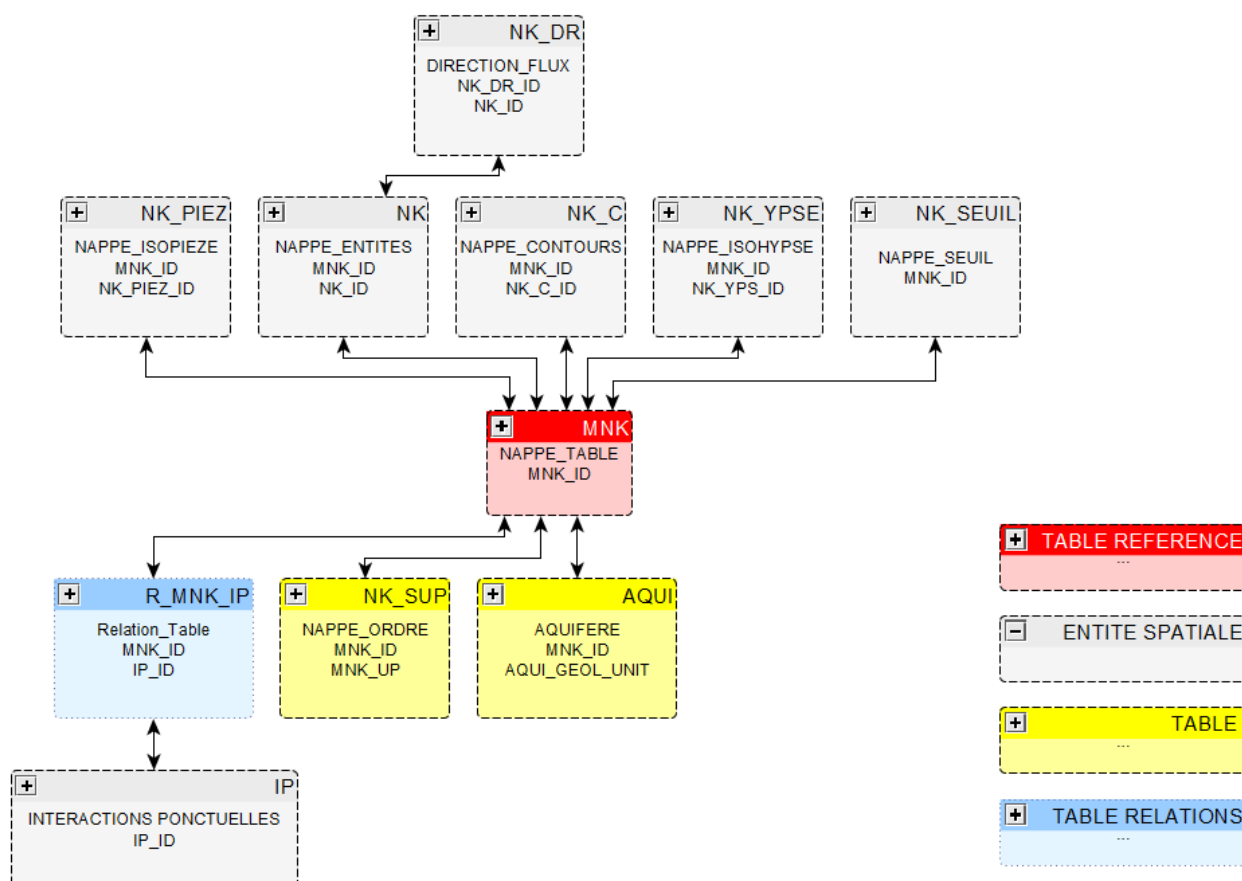 NK_DR
DIRECTION_FLUX
NK_DR_ID
NK_ID
NK_PIEZ
NAPPE_ISOPIEZE
MNK_ID
NK_PIEZ_ID
NK
NAPPE_ENTITES
MNK_ID
NK_ID
NK_C
NAPPE_CONTOURS
MNK_ID
NK_C_ID
NK_YPSE
NAPPE_ISOHYPSE
MNK_ID
NK_YPS_ID
NK_SEUIL
NAPPE_SEUIL
MNK_ID
MNK
NAPPE_TABLE
MNK_ID
R_MNK_IP
Relation_Table
MNK_ID
IP_ID
NK_SUP
NAPPE_ORDRE
MNK_ID
MNK_UP
AQUI
AQUIFERE
MNK_ID
AQUI_GEOL_UNIT
IP
INTERACTIONS PONCTUELLES
IP_ID
TABLE REFERENCE
...
ENTITE SPATIALE
TABLE
...
TABLE RELATIONS
...